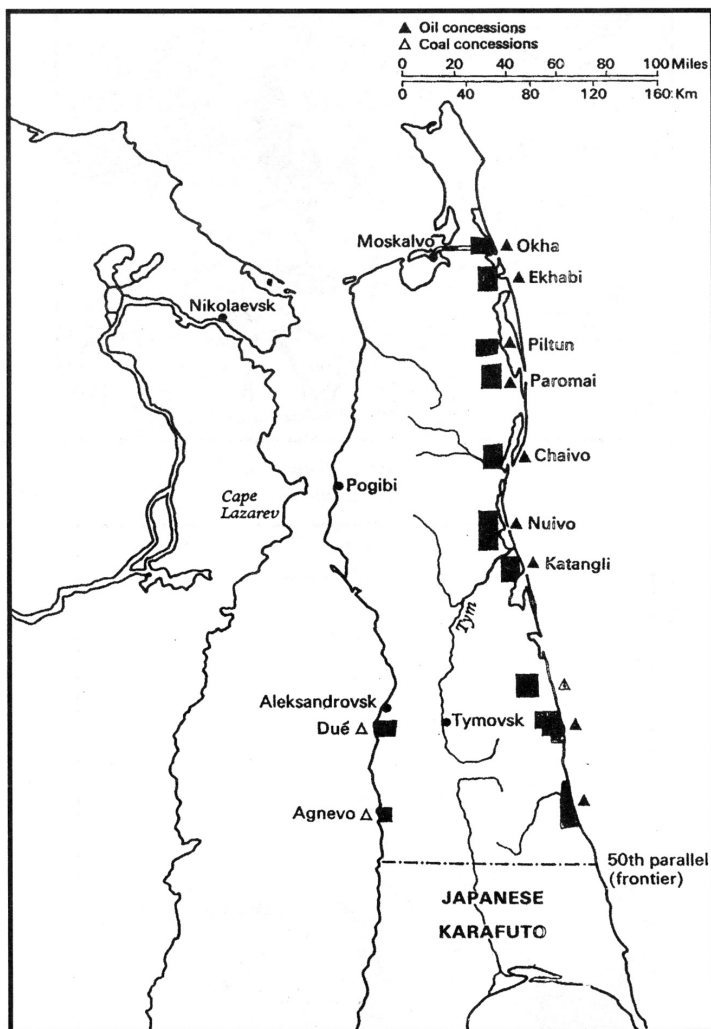 ▲ Oil concessions
△ Coal concessions
0 20 40 60 80 100 Miles
0 40 80 120 160 Km
Moskalvo
Okha
Ekhabi
Nikolaevsk
Piltun
Paromai
Chaivo
Cape
Lazarev
Pogibi
Nuivo
Katangli
Tym
Aleksandrovsk
Dué
Tymovsk
Agnevo
50th parallel
(frontier)
JAPANESE
KARAFUTO